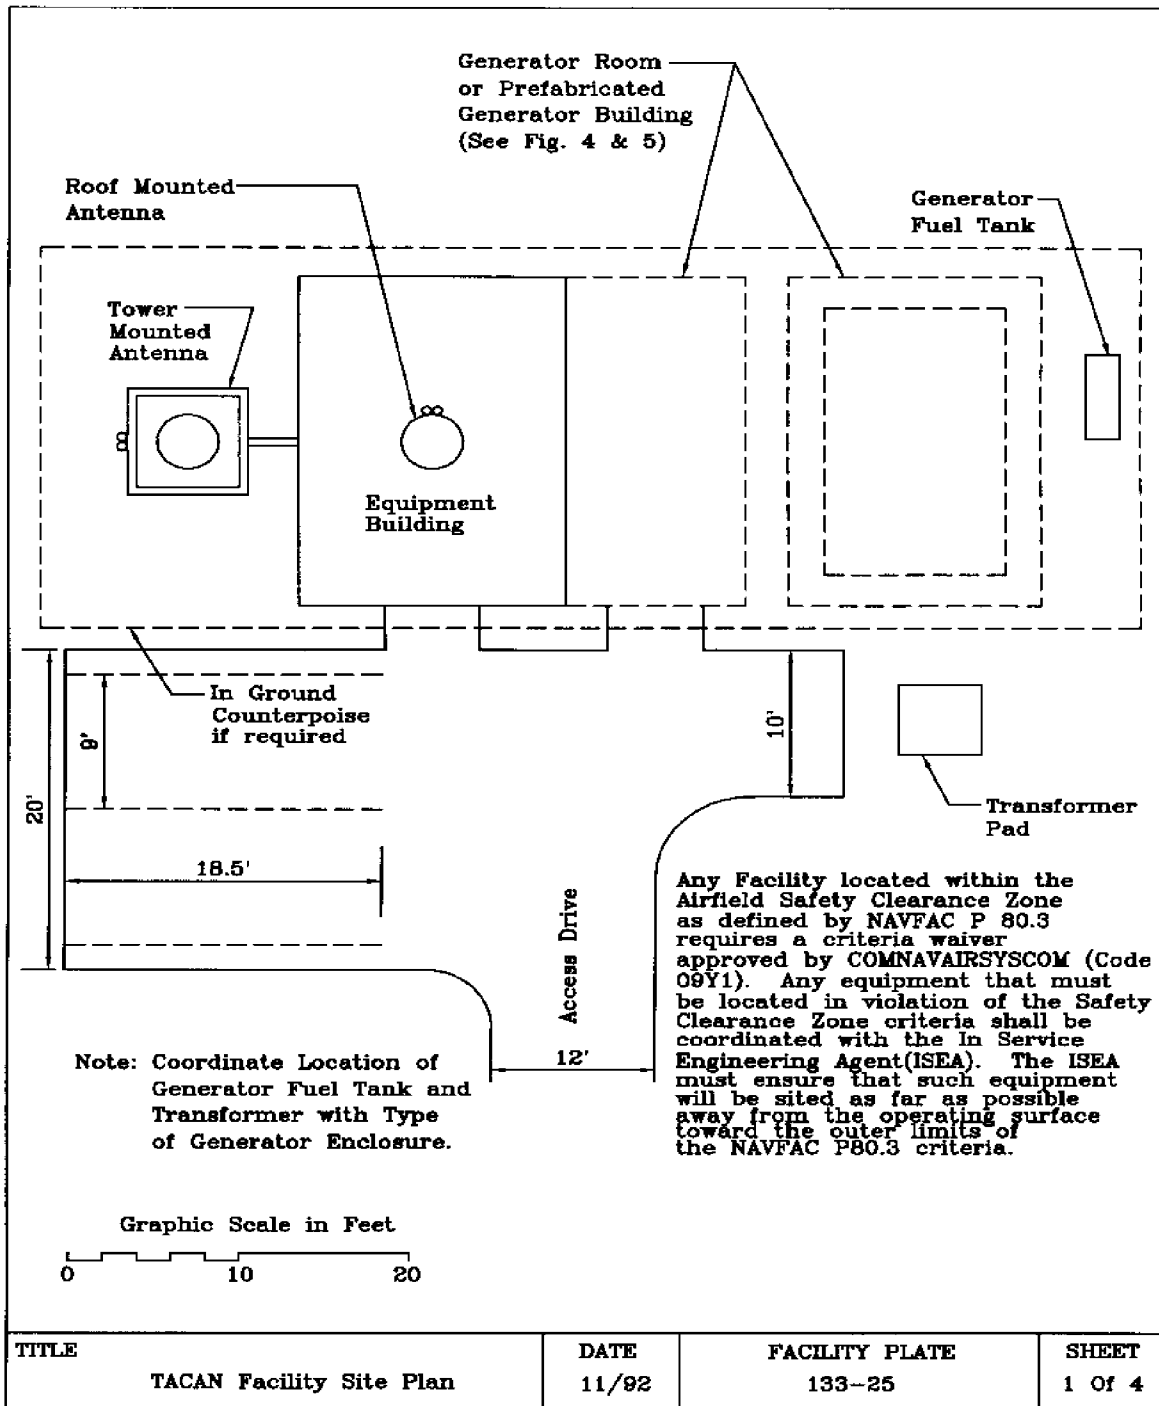 Generator Room
or Prefabricated
Generator Building
(See Fig. 4 & 5)
Roof Mounted
Antenna
Generator
Fuel Tank
Tower
Mounted
Antenna
Equipment
Building
In Ground
Counterpoise
if required
9'
20'
10'
18.5'
Transformer
Pad
Access Drive
12'
Any Facility located within the
Airfield Safety Clearance Zone
as defined by NAVFAC P 80.3
requires a criteria waiver
approved by COMNAVAIRSYSCOM (Code
09Y1). Any equipment that must
be located in violation of the Safety
Clearance Zone criteria shall be
coordinated with the In Service
Engineering Agent(ISEA). The ISEA
must ensure that such equipment
will be sited as far as possible
away from the operating surface
toward the outer limits of
the NAVFAC P80.3 criteria.
Note: Coordinate Location of
Generator Fuel Tank and
Transformer with Type
of Generator Enclosure.
Graphic Scale in Feet
0 10 20
TITLE
TACAN Facility Site Plan
DATE
11/92
FACILITY PLATE
133-25
SHEET
1 Of 4